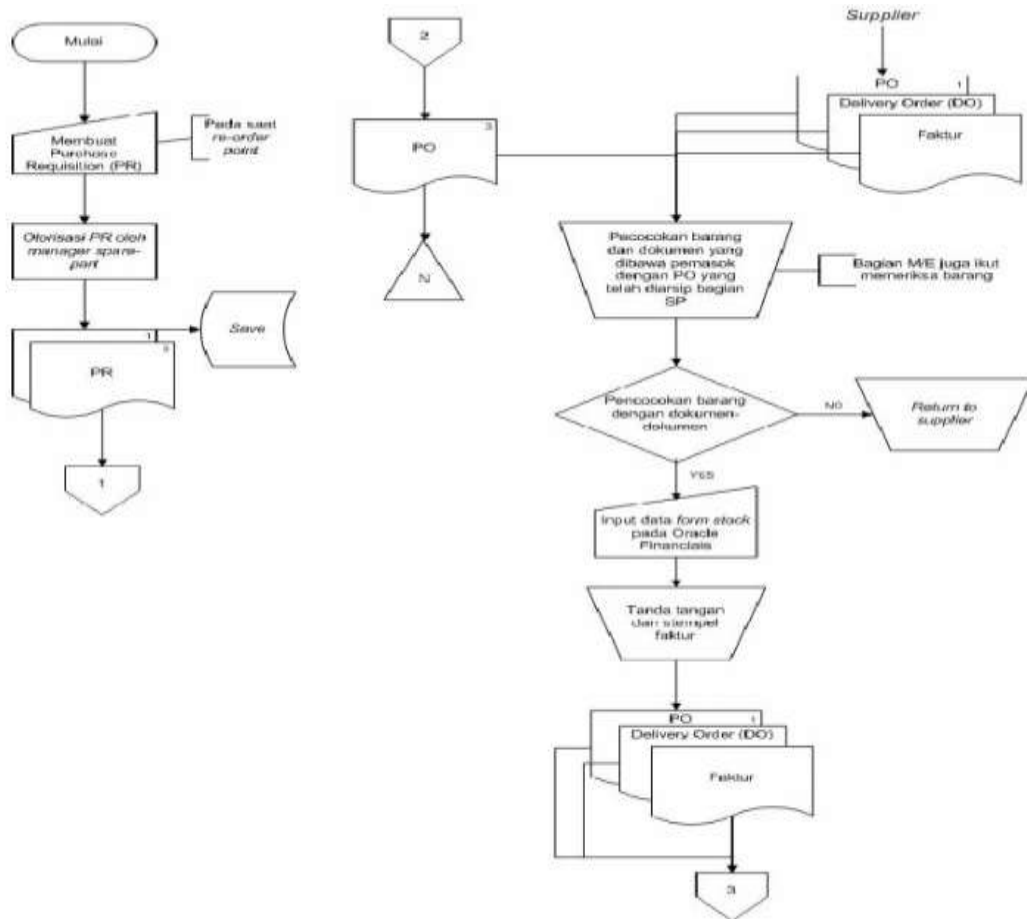 Mulai
Membuat
Purchase
Requisition (PR)
Pada saat
re-order
point
Otorisasi PR oleh
manager spare-
part
1
PR
Save
1
2
3
PO
N
Supplier
PO
1
Delivery Order (DO)
Faktur
Pecocokan barang
dan dokumen yang
dibawa pemasok
dengan PO yang
telah diarsip bagian
SP
Bagian M/E juga ikut
memeriksa barang
Pencocokan barang
dengan dokumen-
dokumen
NO
Return to
supplier
YES
Input data form stock
pada Oracle
Financials
Tanda tangan
dan stempel
faktur
PO
1
Delivery Order (DO)
Faktur
3